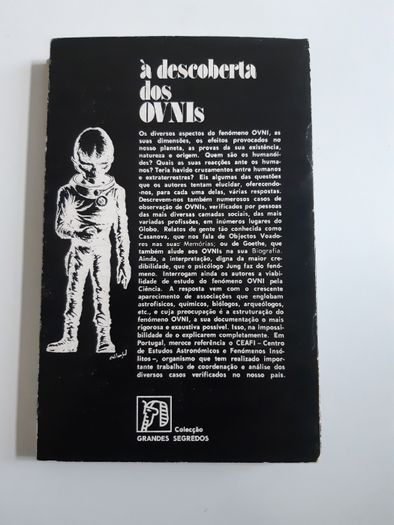 à descoberta
dos
OVNIs
Os diversos aspectos do fenómeno OVNI, as
suas dimensões, os efeitos provocados no
nosso planeta, as provas da sua existência,
natureza e origem. Quem são os humanói-
des? Quais as suas reacções ante os huma-
nos? Teria havido cruzamentos entre humanos
e extraterrestres? Eis algumas das questões
que os autores tentam elucidar, oferecendo-
-nos, para cada uma delas, várias respostas.
Descrevem-nos também numerosos casos de
observação de OVNIs, verificados por pessoas
das mais diversas camadas sociais, das mais
variadas profissões, em inúmeros lugares do
Globo. Relatos de gente tão conhecida como
Casanova, que nos fala de Objectos Voado-
res nas suas Memórias; ou de Goethe, que
também alude aos OVNIs na sua Biografia.
Ainda, a interpretação, digna da maior cre-
dibilidade, que o psicólogo Jung faz do fenó-
meno. Interrogam ainda os autores a viabi-
lidade de estudo do fenómeno OVNI pela
Ciência. A resposta vem com o crescente
aparecimento de associações que englobam
astrofísicos, químicos, biólogos, arqueólogos,
etc., e cuja preocupação é a estruturação do
fenómeno OVNI, a sua documentação o mais
rigorosa e exaustiva possível. Isso, na impossi-
bilidade de o explicarem completamente. Em
Portugal, merece referência o CEAFI – Centro
de Estudos Astronómicos e Fenómenos Insó-
litos –, organismo que tem realizado impor-
tante trabalho de coordenação e análise dos
diversos casos verificados no nosso país.
Colecção
GRANDES SEGREDOS